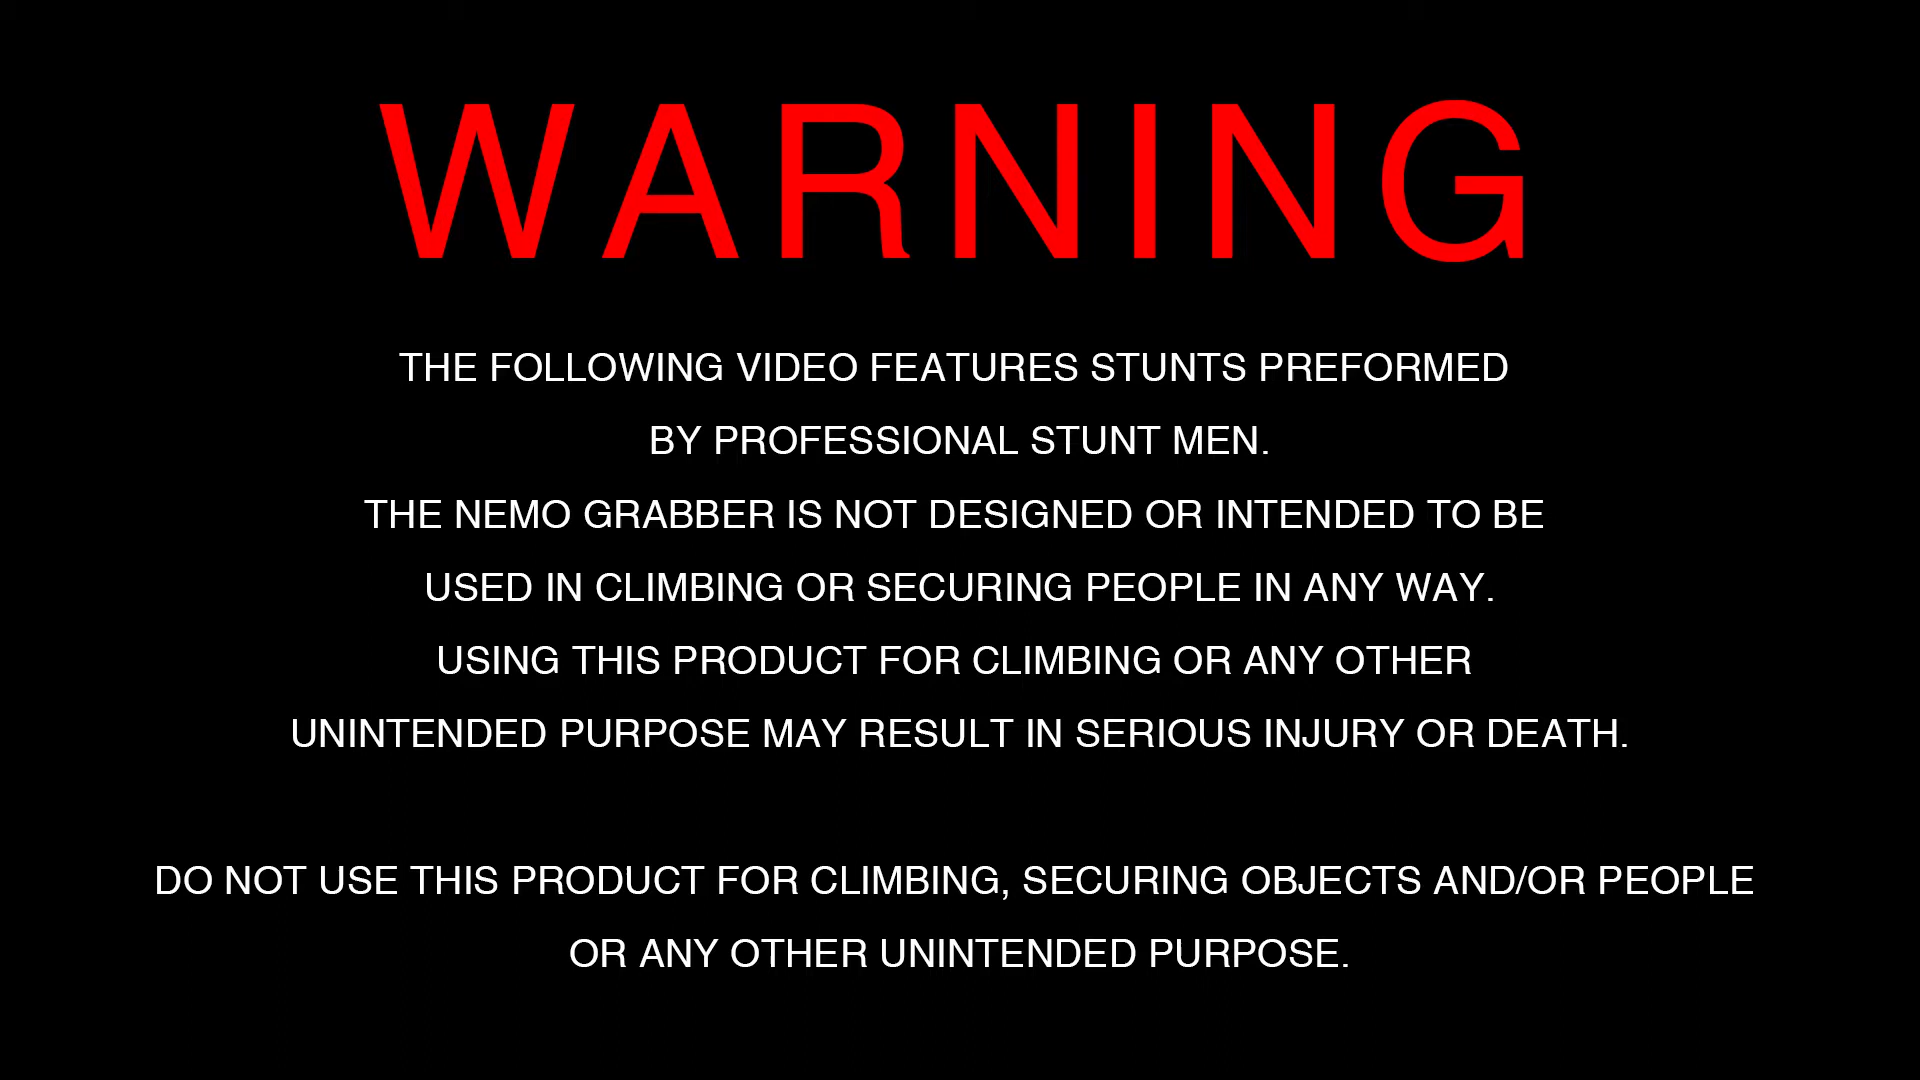 WARNING
THE FOLLOWING VIDEO FEATURES STUNTS PREFORMED
BY PROFESSIONAL STUNT MEN.
THE NEMO GRABBER IS NOT DESIGNED OR INTENDED TO BE
USED IN CLIMBING OR SECURING PEOPLE IN ANY WAY.
USING THIS PRODUCT FOR CLIMBING OR ANY OTHER
UNINTENDED PURPOSE MAY RESULT IN SERIOUS INJURY OR DEATH.
DO NOT USE THIS PRODUCT FOR CLIMBING, SECURING OBJECTS AND/OR PEOPLE
OR ANY OTHER UNINTENDED PURPOSE.